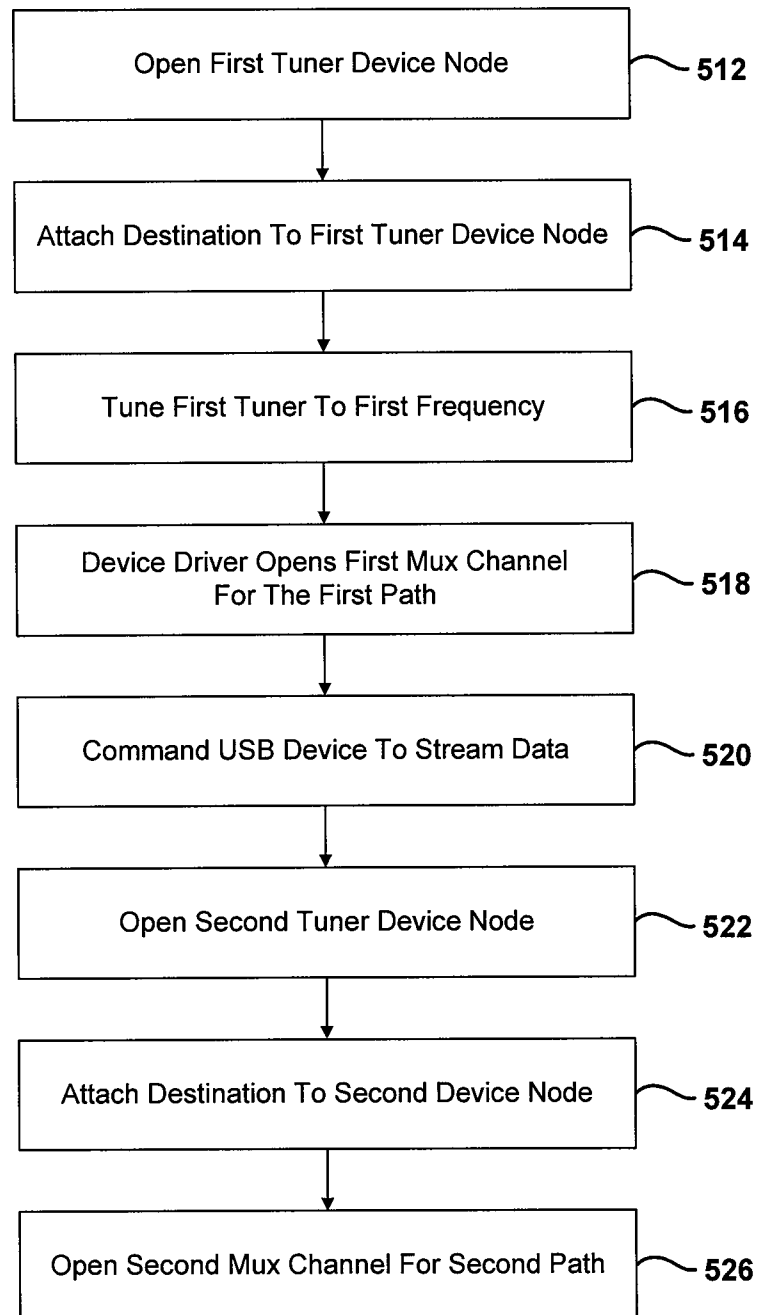 Open First Tuner Device Node
512
Attach Destination To First Tuner Device Node
514
Tune First Tuner To First Frequency
516
Device Driver Opens First Mux Channel
For The First Path
518
Command USB Device To Stream Data
520
Open Second Tuner Device Node
522
Attach Destination To Second Device Node
524
Open Second Mux Channel For Second Path
526